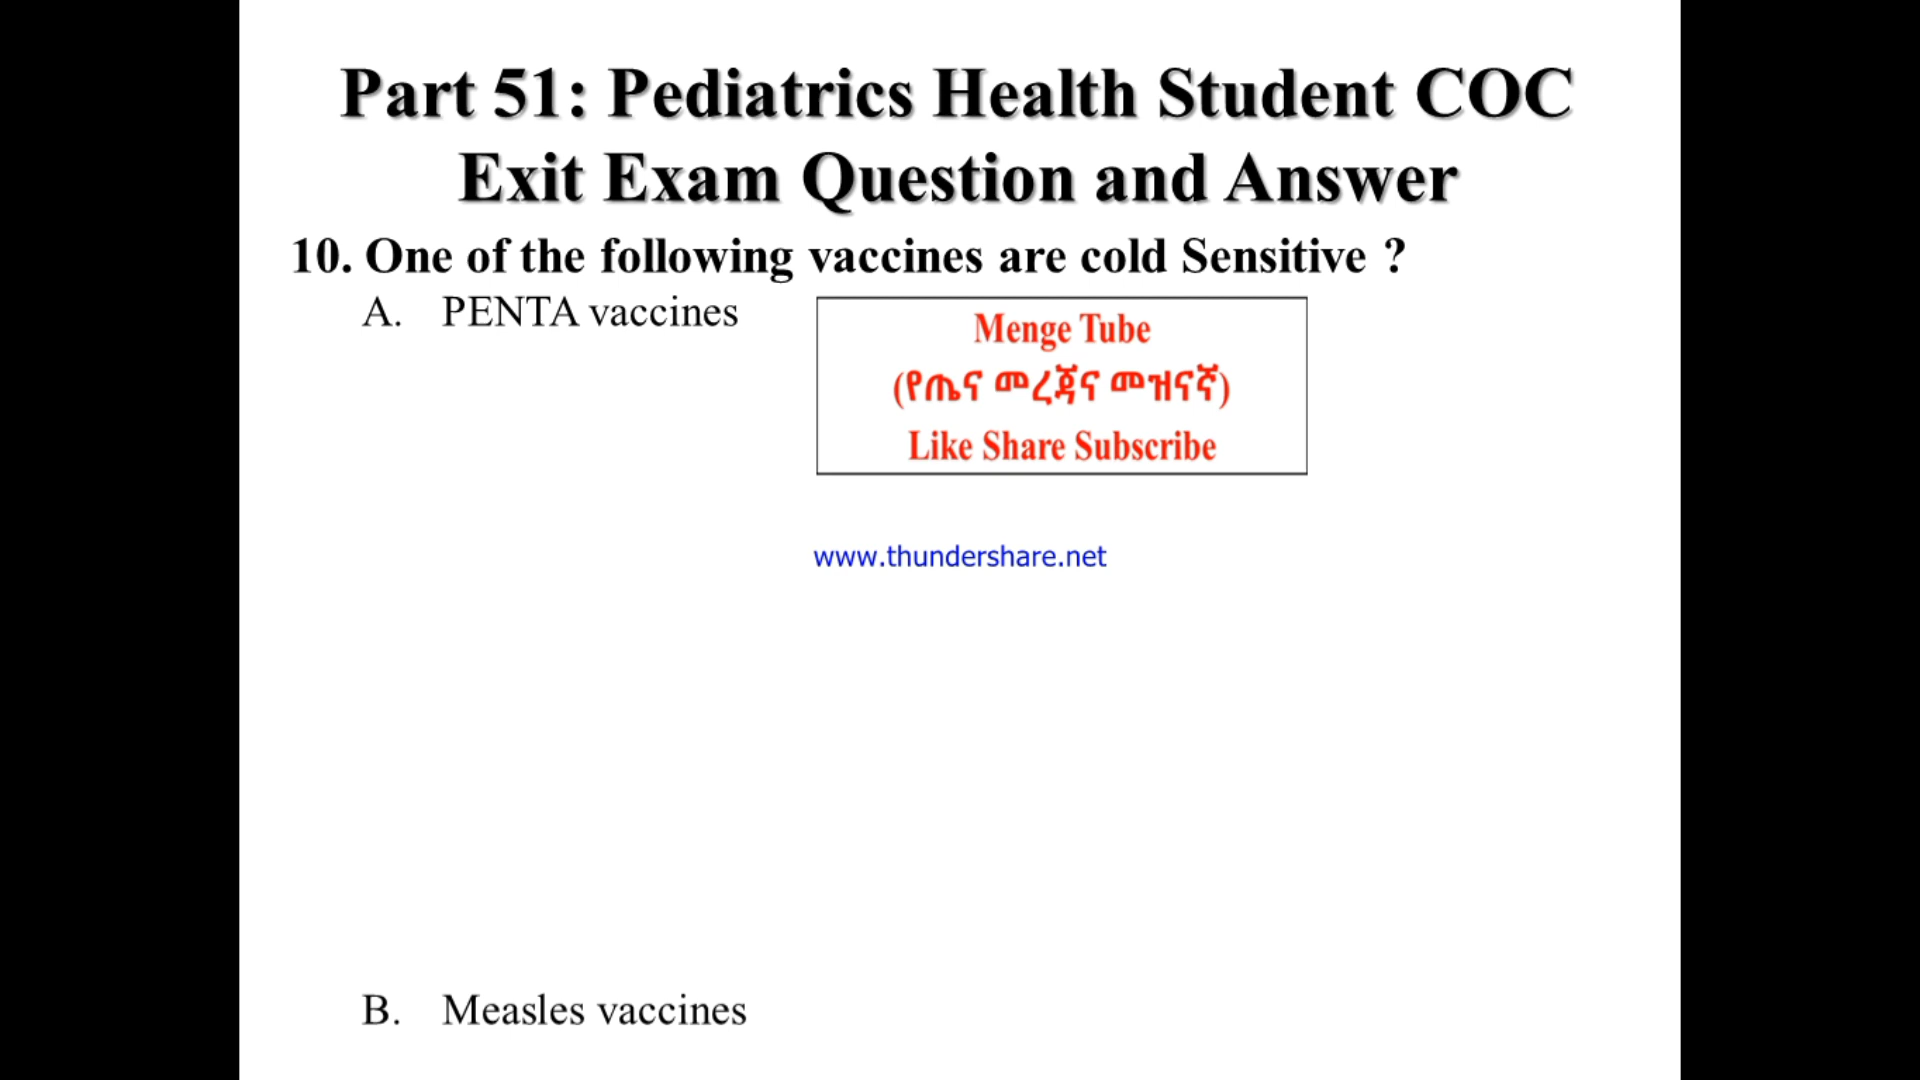 Part 51: Pediatrics Health Student COC
Exit Exam Question and Answer
10. One of the following vaccines are cold Sensitive ?
A. PENTA vaccines
Menge Tube
(የጤና መረጃና መዝናኛ)
Like Share Subscribe
www.thundershare.net
B. Measles vaccines